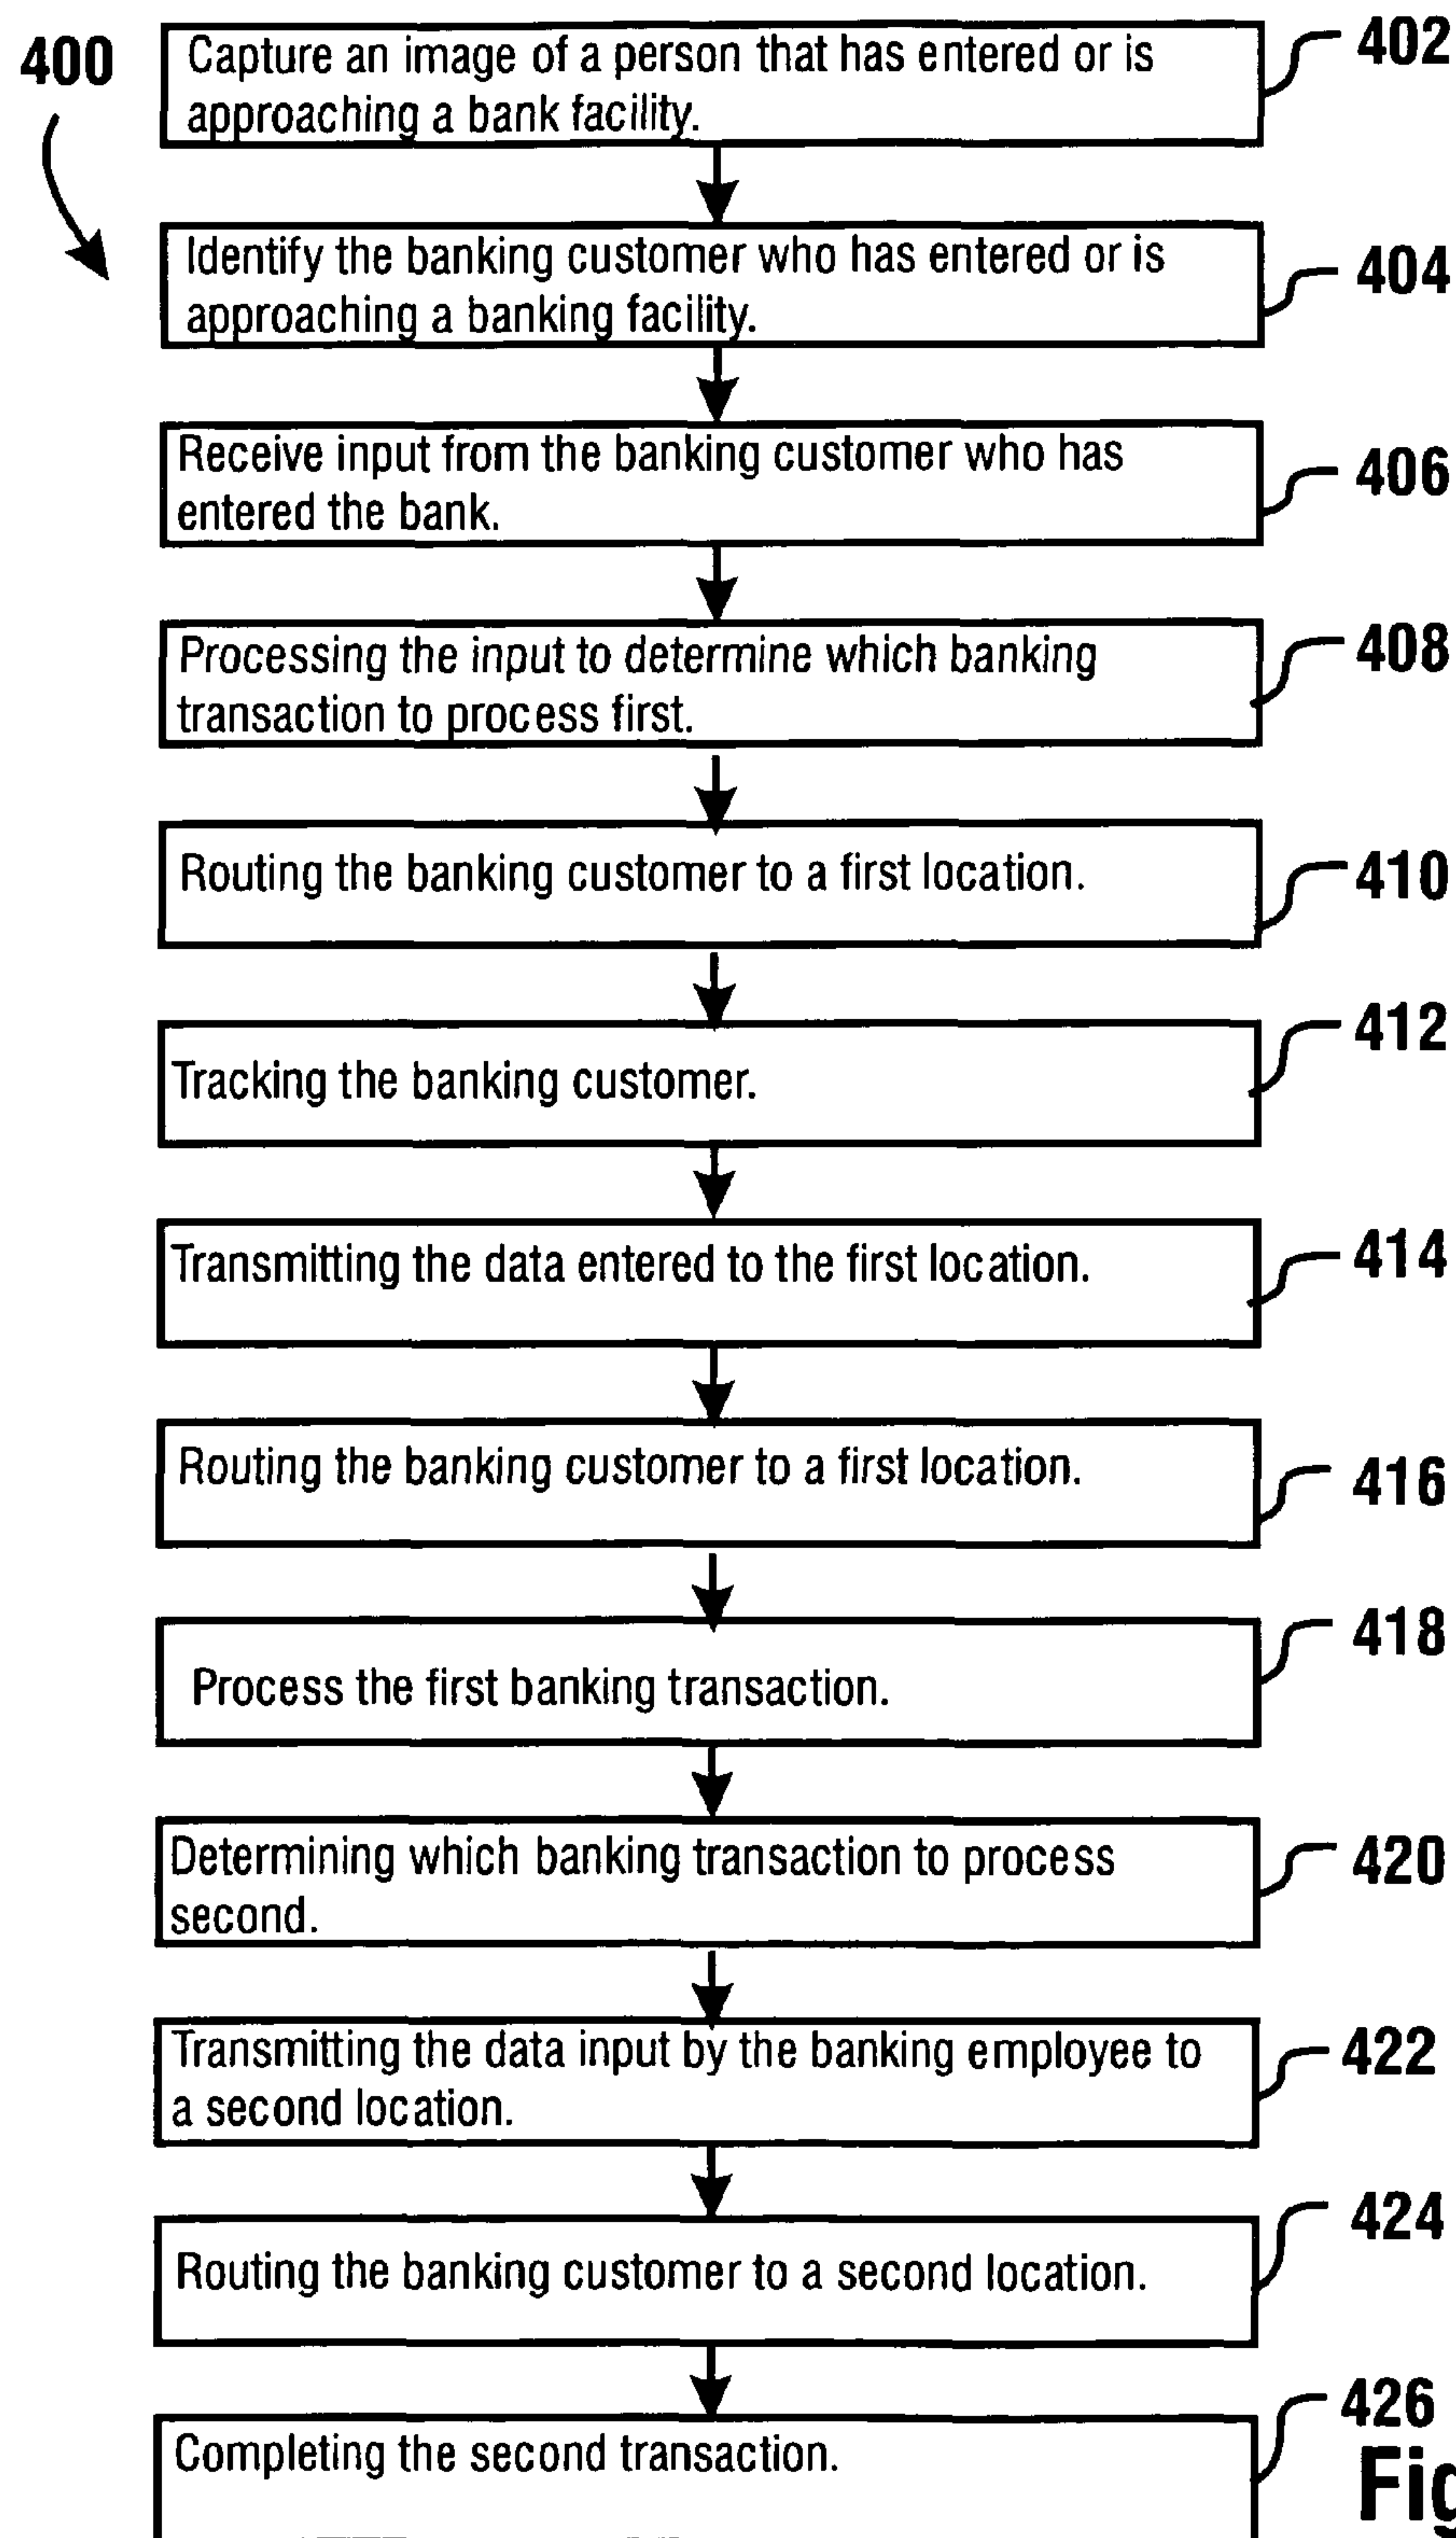 400
Capture an image of a person that has entered or is
approaching a bank facility.
402
Identify the banking customer who has entered or is
approaching a banking facility.
404
Receive input from the banking customer who has
entered the bank.
406
Processing the input to determine which banking
transaction to process first.
408
Routing the banking customer to a first location.
410
Tracking the banking customer.
412
Transmitting the data entered to the first location.
414
Routing the banking customer to a first location.
416
Process the first banking transaction.
418
Determining which banking transaction to process
second.
420
Transmitting the data input by the banking employee to
a second location.
422
Routing the banking customer to a second location.
424
Completing the second transaction.
426
Fig